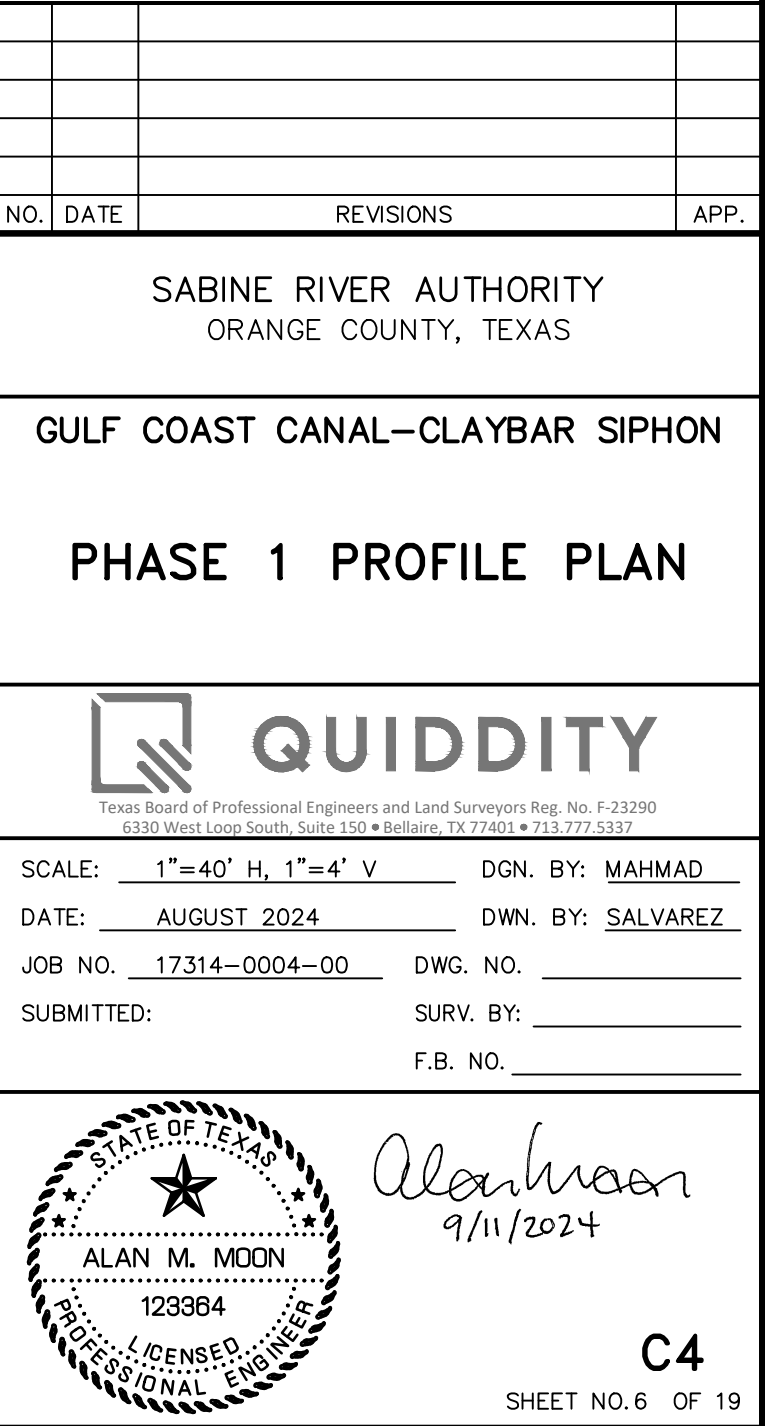 NO. DATE REVISIONS APP.
SABINE RIVER AUTHORITY
ORANGE COUNTY, TEXAS
GULF COAST CANAL–CLAYBAR SIPHON
PHASE 1 PROFILE PLAN
QUIDDITY
Texas Board of Professional Engineers and Land Surveyors Reg. No. F-23290
6330 West Loop South, Suite 150 • Bellaire, TX 77401 • 713.777.5337
SCALE: 1"=40' H, 1"=4' V DGN. BY: MAHMAD
DATE: AUGUST 2024 DWN. BY: SALVAREZ
JOB NO. 17314–0004–00 DWG. NO.
SUBMITTED: SURV. BY:
F.B. NO.
STATE OF TEXAS
ALAN M. MOON
123364
LICENSED
PROFESSIONAL ENGINEER
Alan Moon
9/11/2024
C4
SHEET NO. 6 OF 19